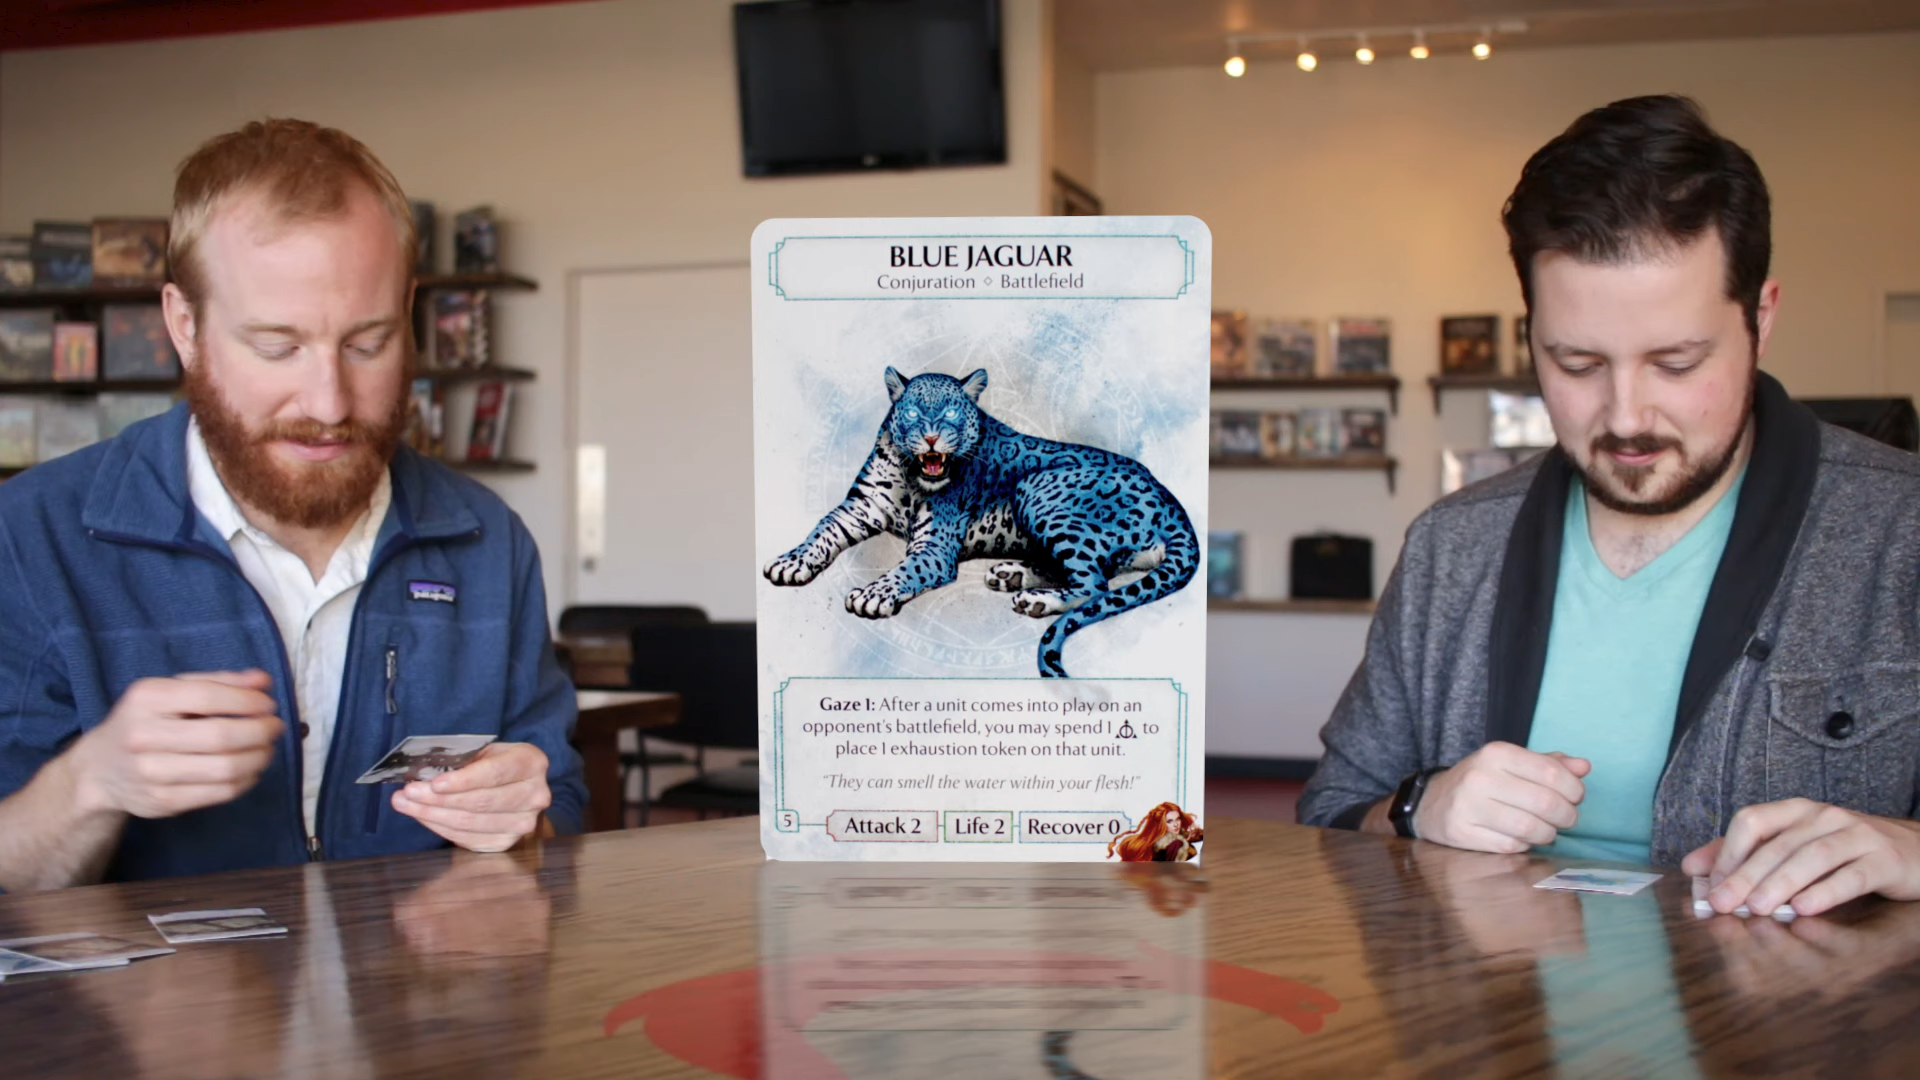 BLUE JAGUAR
Conjuration ◇ Battlefield
Gaze 1: After a unit comes into play on an
opponent's battlefield, you may spend 1 to
place 1 exhaustion token on that unit.
"They can smell the water within your flesh!"
5
Attack 2
Life 2
Recover 0
patagonia